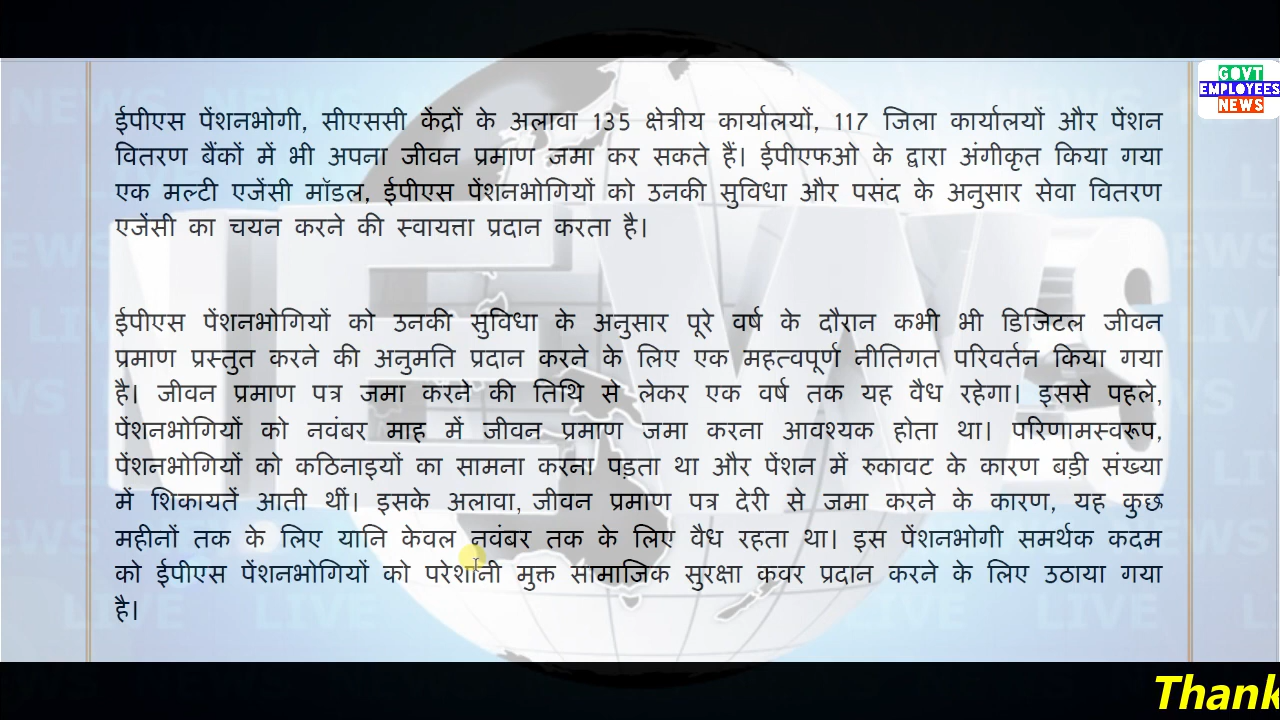 GOVT
EMPLOYEES
NEWS
ईपीएस पेंशनभोगी, सीएससी केंद्रों के अलावा 135 क्षेत्रीय कार्यालयों, 117 जिला कार्यालयों और पेंशन
वितरण बैंकों में भी अपना जीवन प्रमाण जमा कर सकते हैं। ईपीएफओ के द्वारा अंगीकृत किया गया
एक मल्टी एजेंसी मॉडल, ईपीएस पेंशनभोगियों को उनकी सुविधा और पसंद के अनुसार सेवा वितरण
एजेंसी का चयन करने की स्वायत्ता प्रदान करता है।
ईपीएस पेंशनभोगियों को उनकी सुविधा के अनुसार पूरे वर्ष के दौरान कभी भी डिजिटल जीवन
प्रमाण प्रस्तुत करने की अनुमति प्रदान करने के लिए एक महत्वपूर्ण नीतिगत परिवर्तन किया गया
है। जीवन प्रमाण पत्र जमा करने की तिथि से लेकर एक वर्ष तक यह वैध रहेगा। इससे पहले,
पेंशनभोगियों को नवंबर माह में जीवन प्रमाण जमा करना आवश्यक होता था। परिणामस्वरूप,
पेंशनभोगियों को कठिनाइयों का सामना करना पड़ता था और पेंशन में रुकावट के कारण बड़ी संख्या
में शिकायतें आती थीं। इसके अलावा, जीवन प्रमाण पत्र देरी से जमा करने के कारण, यह कुछ
महीनों तक के लिए यानि केवल नवंबर तक के लिए वैध रहता था। इस पेंशनभोगी समर्थक कदम
को ईपीएस पेंशनभोगियों को परेशानी मुक्त सामाजिक सुरक्षा कवर प्रदान करने के लिए उठाया गया
है।
NEWS
Thank